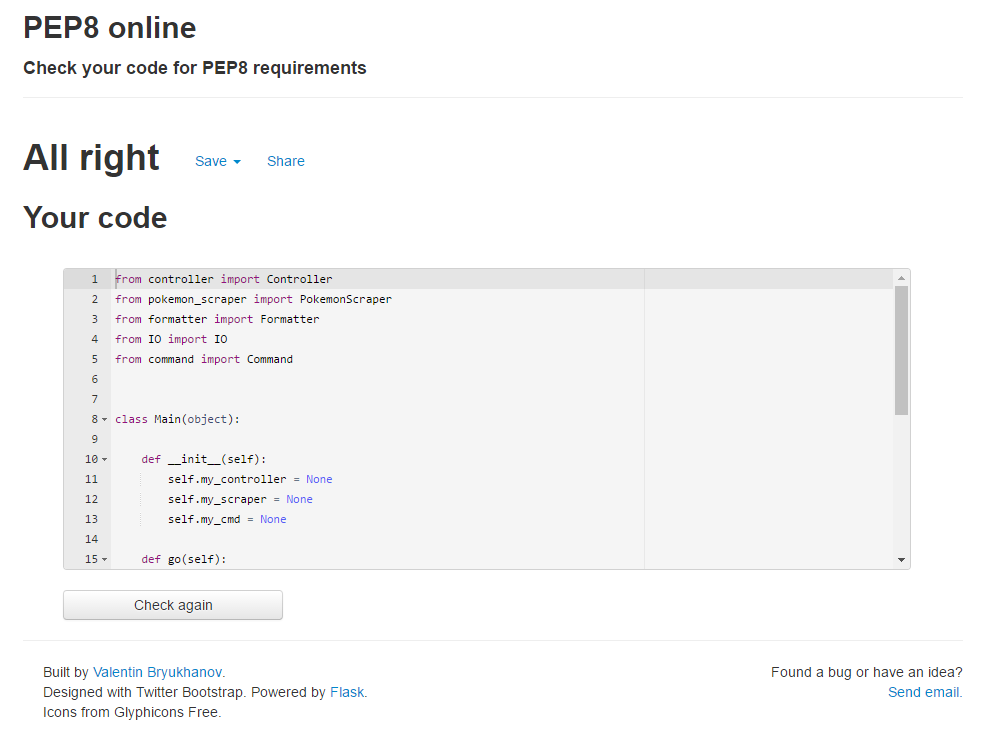 PEP8 online
Check your code for PEP8 requirements
All right Save Share
Your code
1 from controller import Controller
2 from pokemon_scraper import PokemonScraper
3 from formatter import Formatter
4 from IO import IO
5 from command import Command
6
7
8 class Main(object):
9
10 def __init__(self):
11 self.my_controller = None
12 self.my_scraper = None
13 self.my_cmd = None
14
15 def go(self):
Check again
Built by Valentin Bryukhanov.
Designed with Twitter Bootstrap. Powered by Flask.
Icons from Glyphicons Free.
Found a bug or have an idea?
Send email.